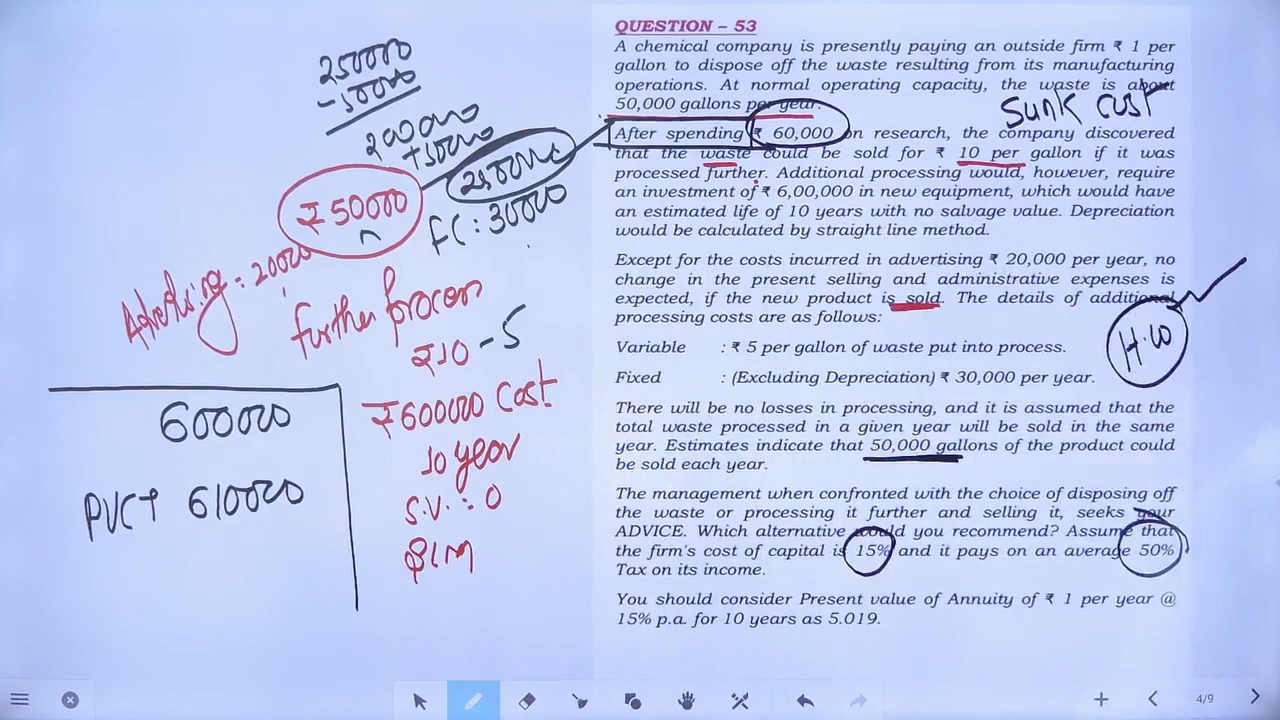 QUESTION – 53
A chemical company is presently paying an outside firm ₹ 1 per
gallon to dispose off the waste resulting from its manufacturing
operations. At normal operating capacity, the waste is about
50,000 gallons per year.
After spending ₹ 60,000 on research, the company discovered
that the waste could be sold for ₹ 10 per gallon if it was
processed further. Additional processing would, however, require
an investment of ₹ 6,00,000 in new equipment, which would have
an estimated life of 10 years with no salvage value. Depreciation
would be calculated by straight line method.
Except for the costs incurred in advertising ₹ 20,000 per year, no
change in the present selling and administrative expenses is
expected, if the new product is sold. The details of additional
processing costs are as follows:
Variable : ₹ 5 per gallon of waste put into process.
Fixed : (Excluding Depreciation) ₹ 30,000 per year.
There will be no losses in processing, and it is assumed that the
total waste processed in a given year will be sold in the same
year. Estimates indicate that 50,000 gallons of the product could
be sold each year.
The management when confronted with the choice of disposing off
the waste or processing it further and selling it, seeks your
ADVICE. Which alternative would you recommend? Assume that
the firm's cost of capital is 15% and it pays on an average 50%
Tax on its income.
You should consider Present value of Annuity of ₹ 1 per year @
15% p.a. for 10 years as 5.019.
Sunk cost
H.W
250000
-50000
200000
+50000
₹50000
FC : 30000
Advertising : 20000
further
₹10 - 5
₹600000 Cost
10 year
S.V. : 0
SLM
600000
610000
4/9